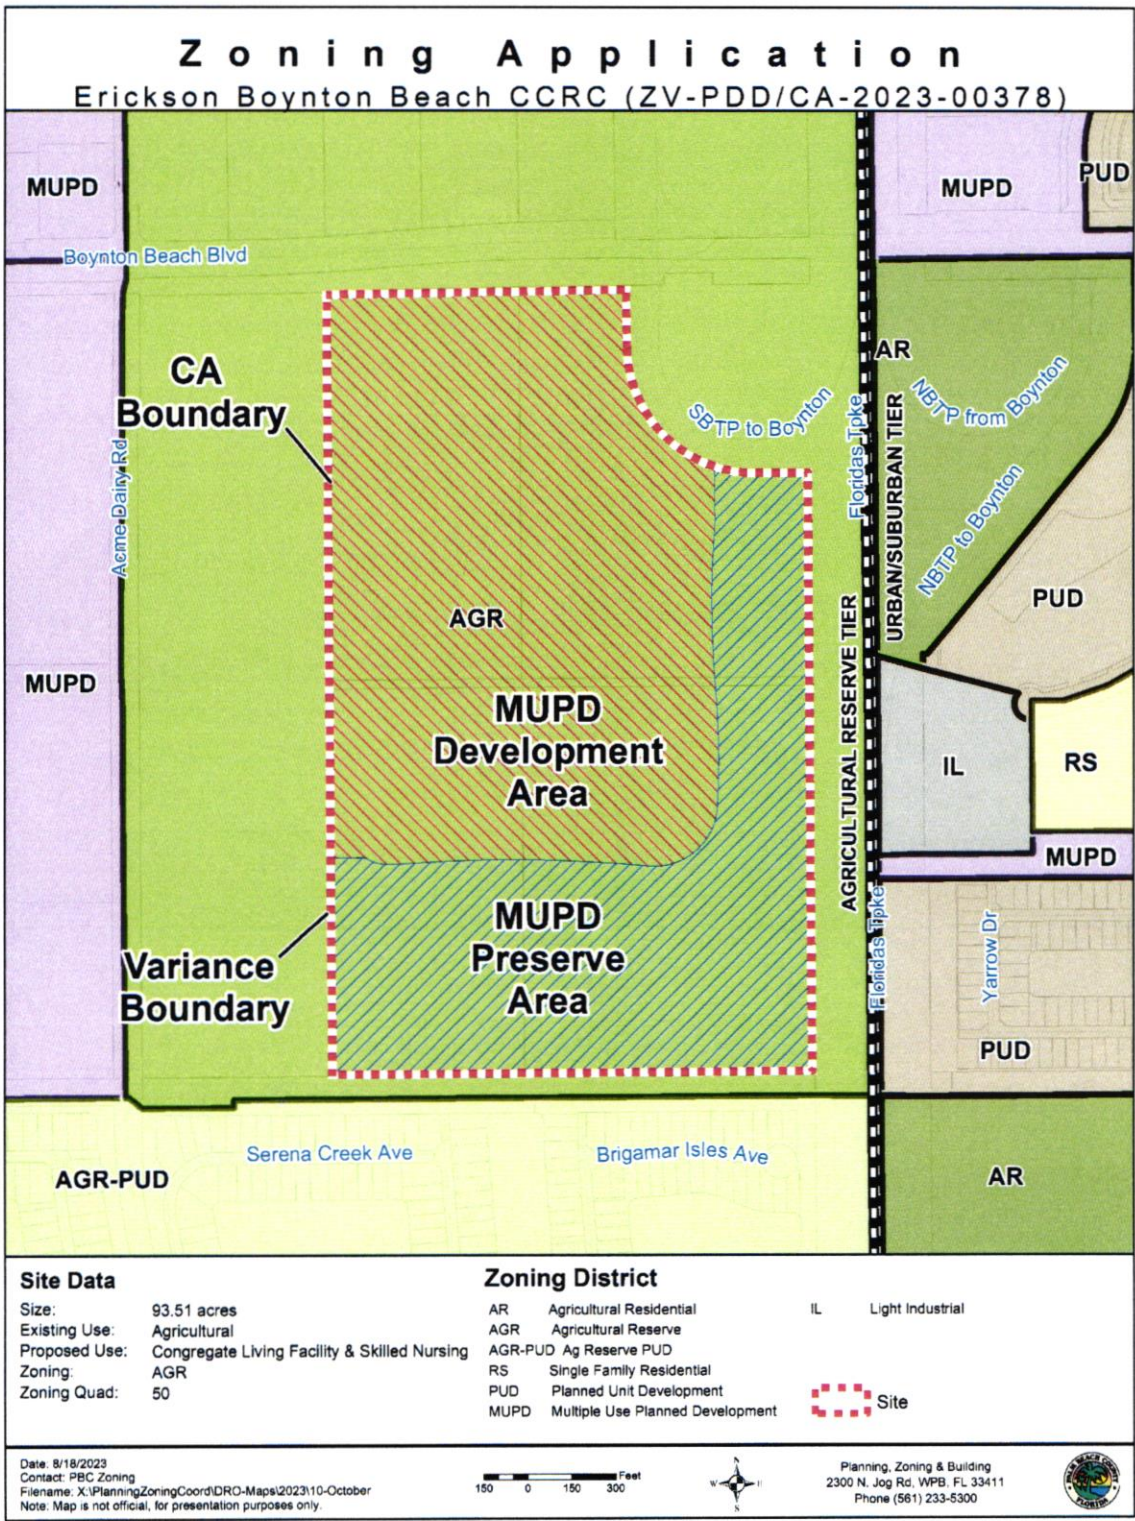 Zoning Application
Erickson Boynton Beach CCRC (ZV-PDD/CA-2023-00378)
MUPD
MUPD
PUD
Boynton Beach Blvd
CA
Boundary
AR
SBTP to Boynton
NBTP from Boynton
Floridas Tpke
URBAN/SUBURBAN TIER
Acme Dairy Rd
NBTP to Boynton
AGR
PUD
AGRICULTURAL RESERVE TIER
MUPD
MUPD
Development
Area
IL
RS
MUPD
MUPD
Preserve
Area
Variance
Boundary
Floridas Tpke
Yarrow Dr
PUD
Serena Creek Ave
Brigamar Isles Ave
AGR-PUD
AR
Site Data
Size: 93.51 acres
Existing Use: Agricultural
Proposed Use: Congregate Living Facility & Skilled Nursing
Zoning: AGR
Zoning Quad: 50
Zoning District
AR Agricultural Residential
AGR Agricultural Reserve
AGR-PUD Ag Reserve PUD
RS Single Family Residential
PUD Planned Unit Development
MUPD Multiple Use Planned Development
IL Light Industrial
Site
Date: 8/18/2023
Contact: PBC Zoning
Filename: X:\PlanningZoningCoord\DRO-Maps\2023\10-October
Note: Map is not official, for presentation purposes only.
Feet
150 0 150 300
N
W E
S
Planning, Zoning & Building
2300 N. Jog Rd, WPB, FL 33411
Phone (561) 233-5300
PALM BEACH COUNTY
FLORIDA